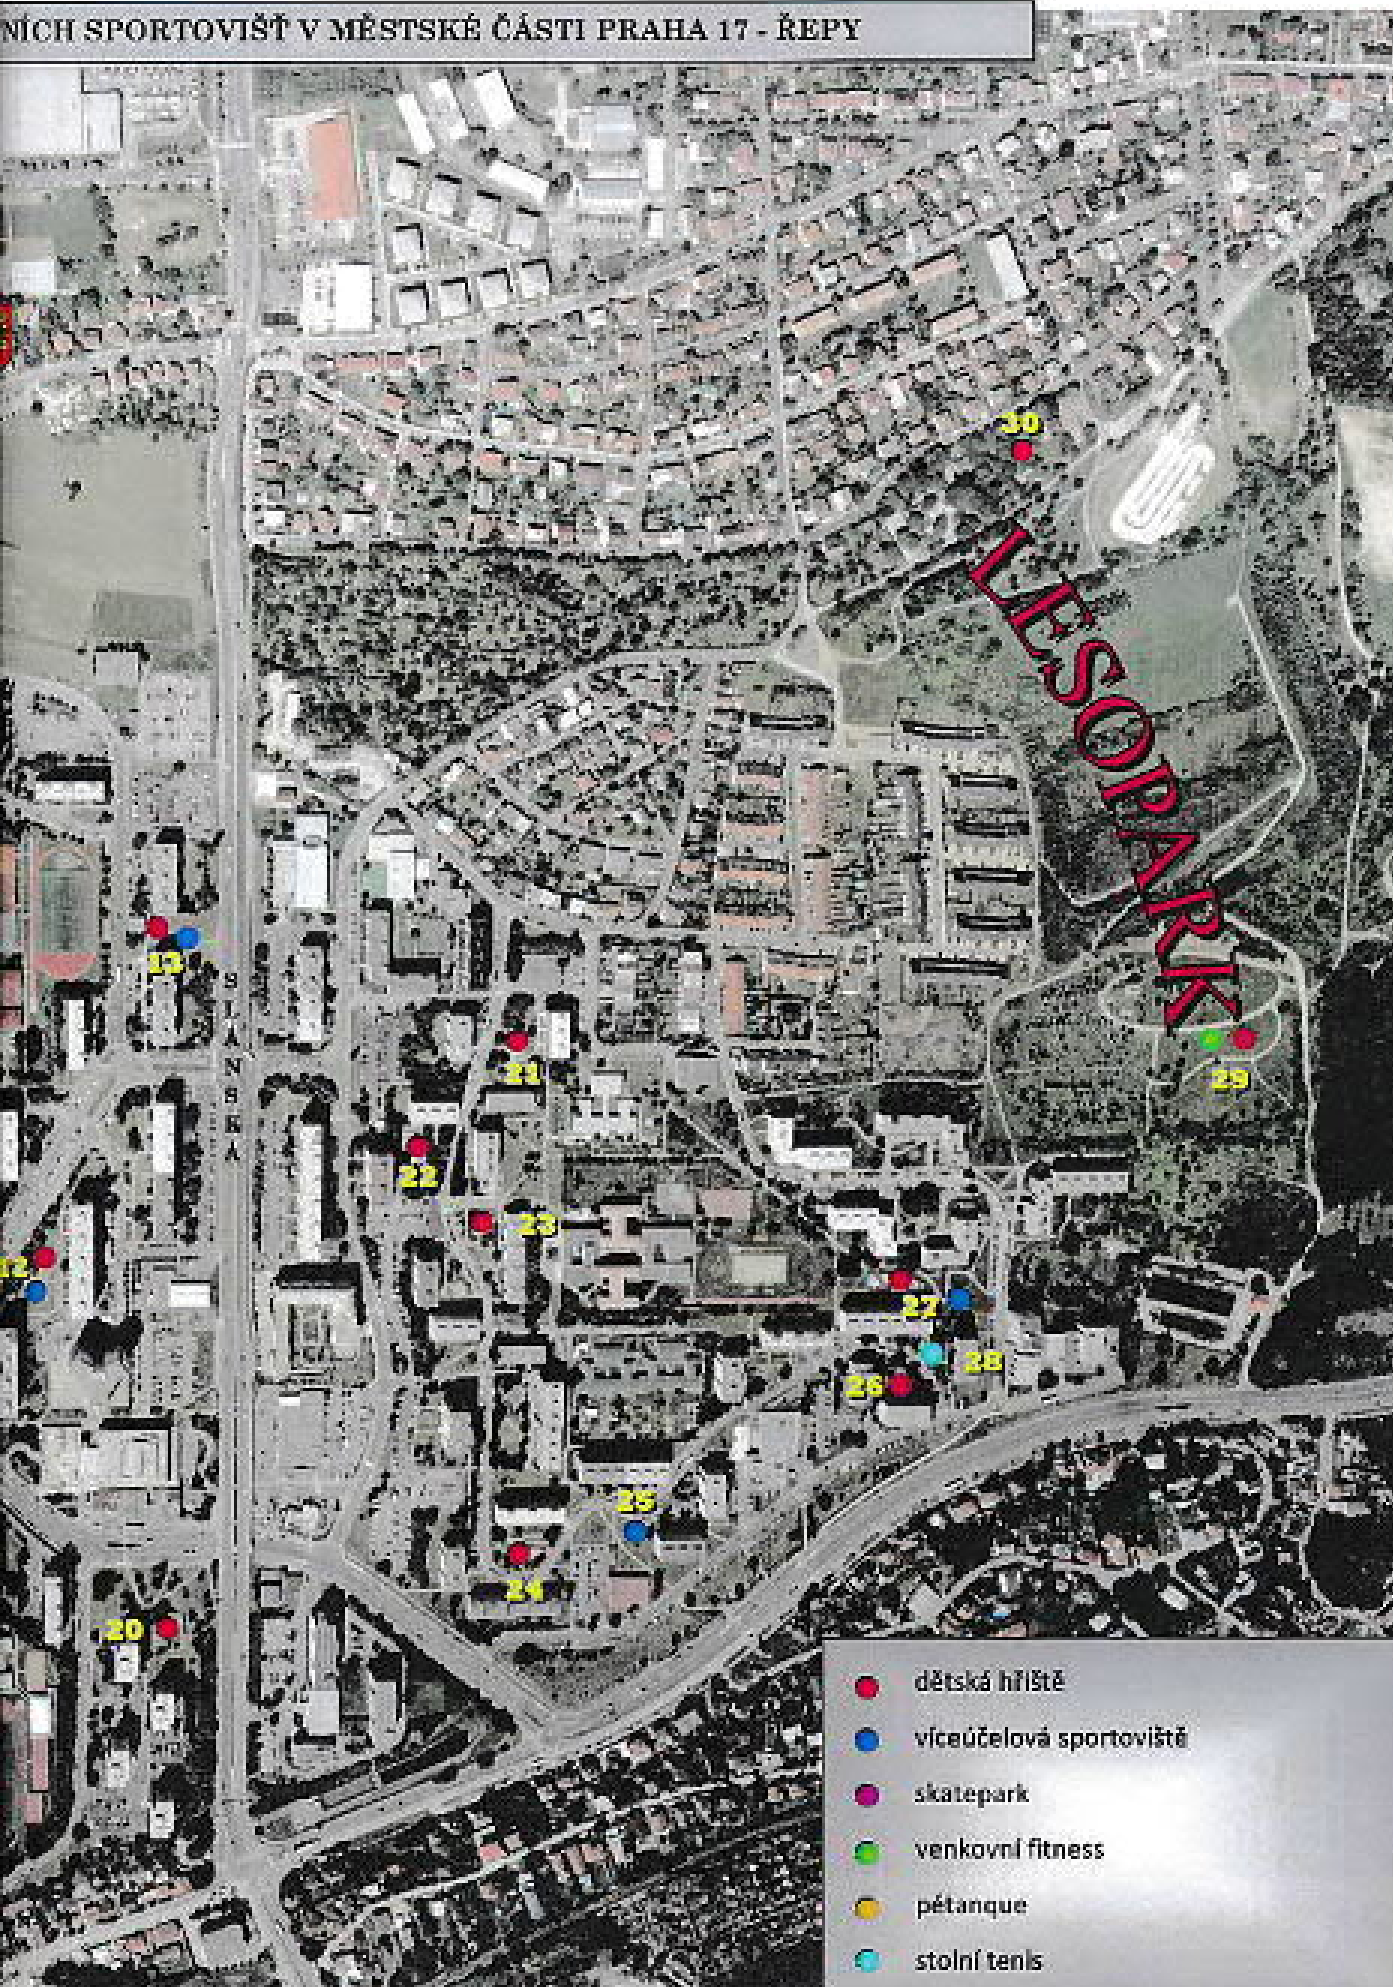 NÍCH SPORTOVIŠŤ V MĚSTSKÉ ČÁSTI PRAHA 17 - ŘEPY
30
LESOPARK
13
SLÁNSKÁ
21
29
22
23
12
27
28
26
25
24
20
dětská hřiště
víceúčelová sportoviště
skatepark
venkovní fitness
pétanque
stolní tenis